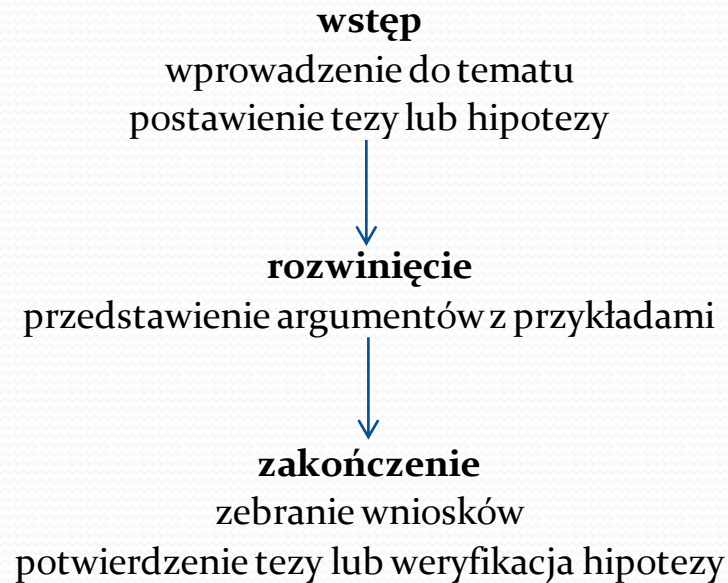 wstęp
wprowadzenie do tematu
postawienie tezy lub hipotezy
rozwinięcie
przedstawienie argumentów z przykładami
zakończenie
zebranie wniosków
potwierdzenie tezy lub weryfikacja hipotezy